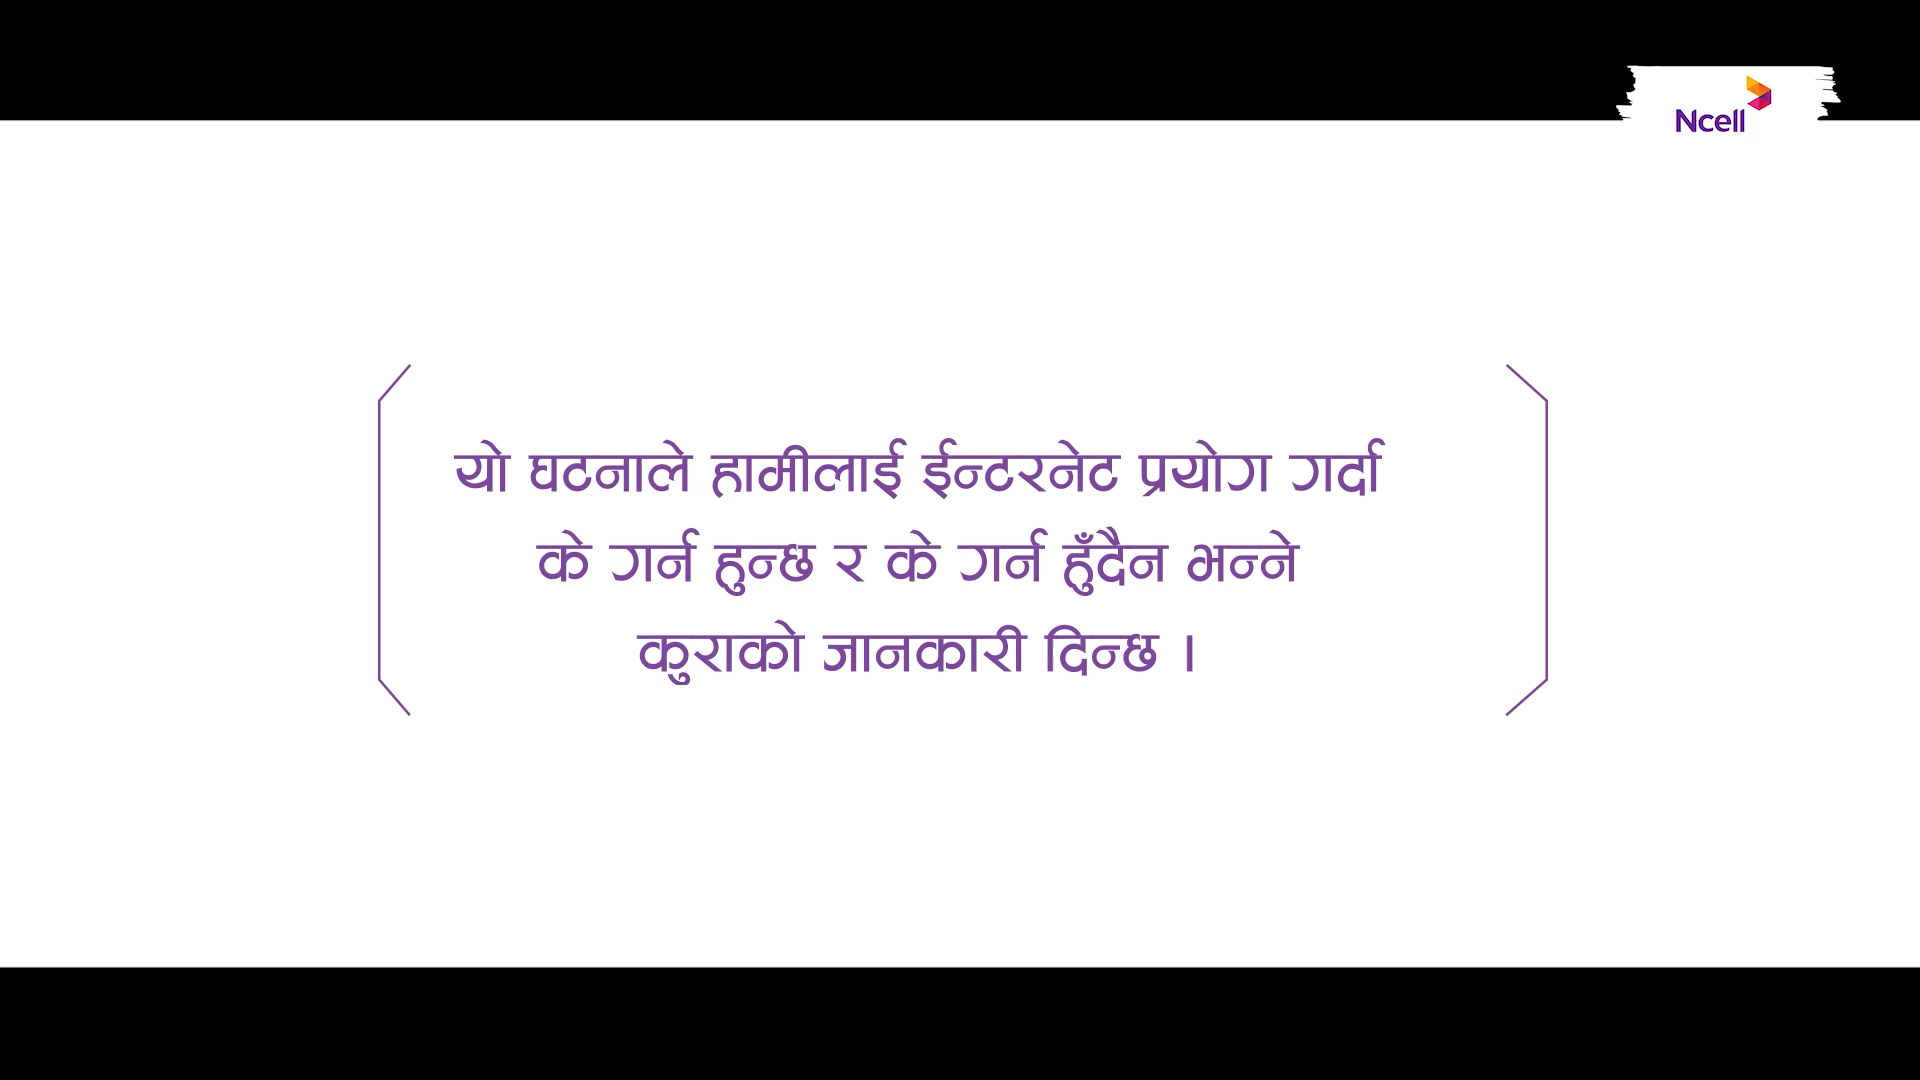 Ncell
यो घटनाले हामीलाई ईन्टरनेट प्रयोग गर्दा
के गर्न हुन्छ र के गर्न हुँदैन भन्ने
कुराको जानकारी दिन्छ ।